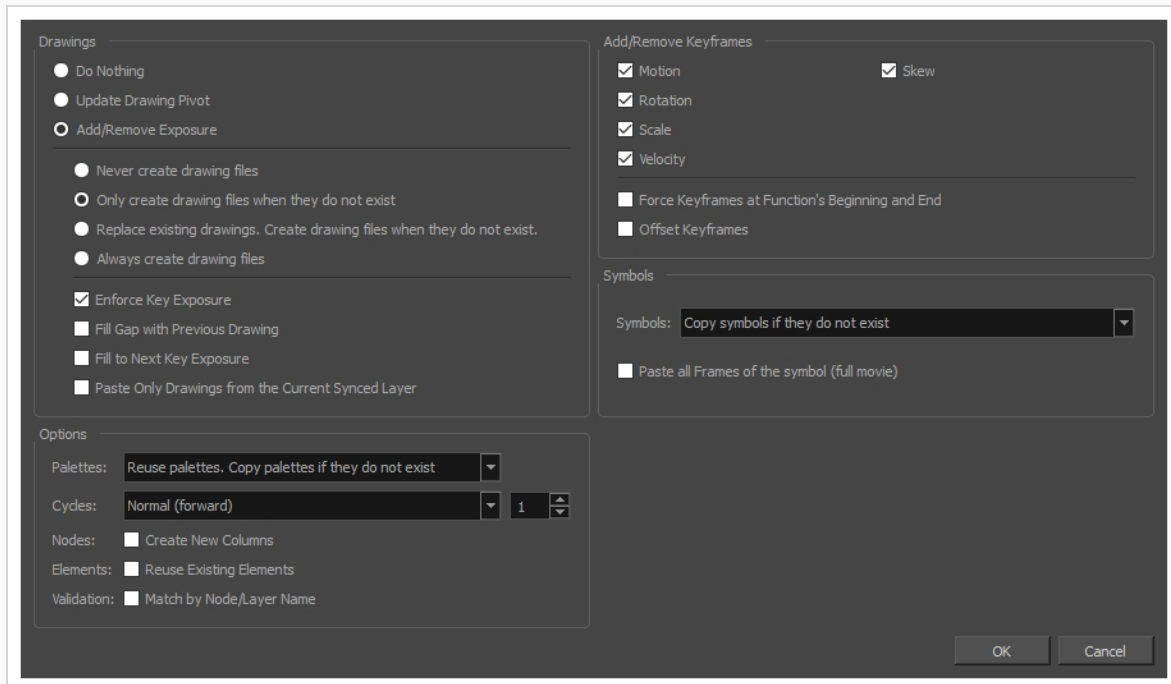 Drawings
Do Nothing
Update Drawing Pivot
Add/Remove Exposure
Never create drawing files
Only create drawing files when they do not exist
Replace existing drawings. Create drawing files when they do not exist.
Always create drawing files
Enforce Key Exposure
Fill Gap with Previous Drawing
Fill to Next Key Exposure
Paste Only Drawings from the Current Synced Layer
Add/Remove Keyframes
Motion
Skew
Rotation
Scale
Velocity
Force Keyframes at Function's Beginning and End
Offset Keyframes
Symbols
Symbols: Copy symbols if they do not exist
Paste all Frames of the symbol (full movie)
Options
Palettes: Reuse palettes. Copy palettes if they do not exist
Cycles: Normal (forward) 1
Nodes: Create New Columns
Elements: Reuse Existing Elements
Validation: Match by Node/Layer Name
OK Cancel